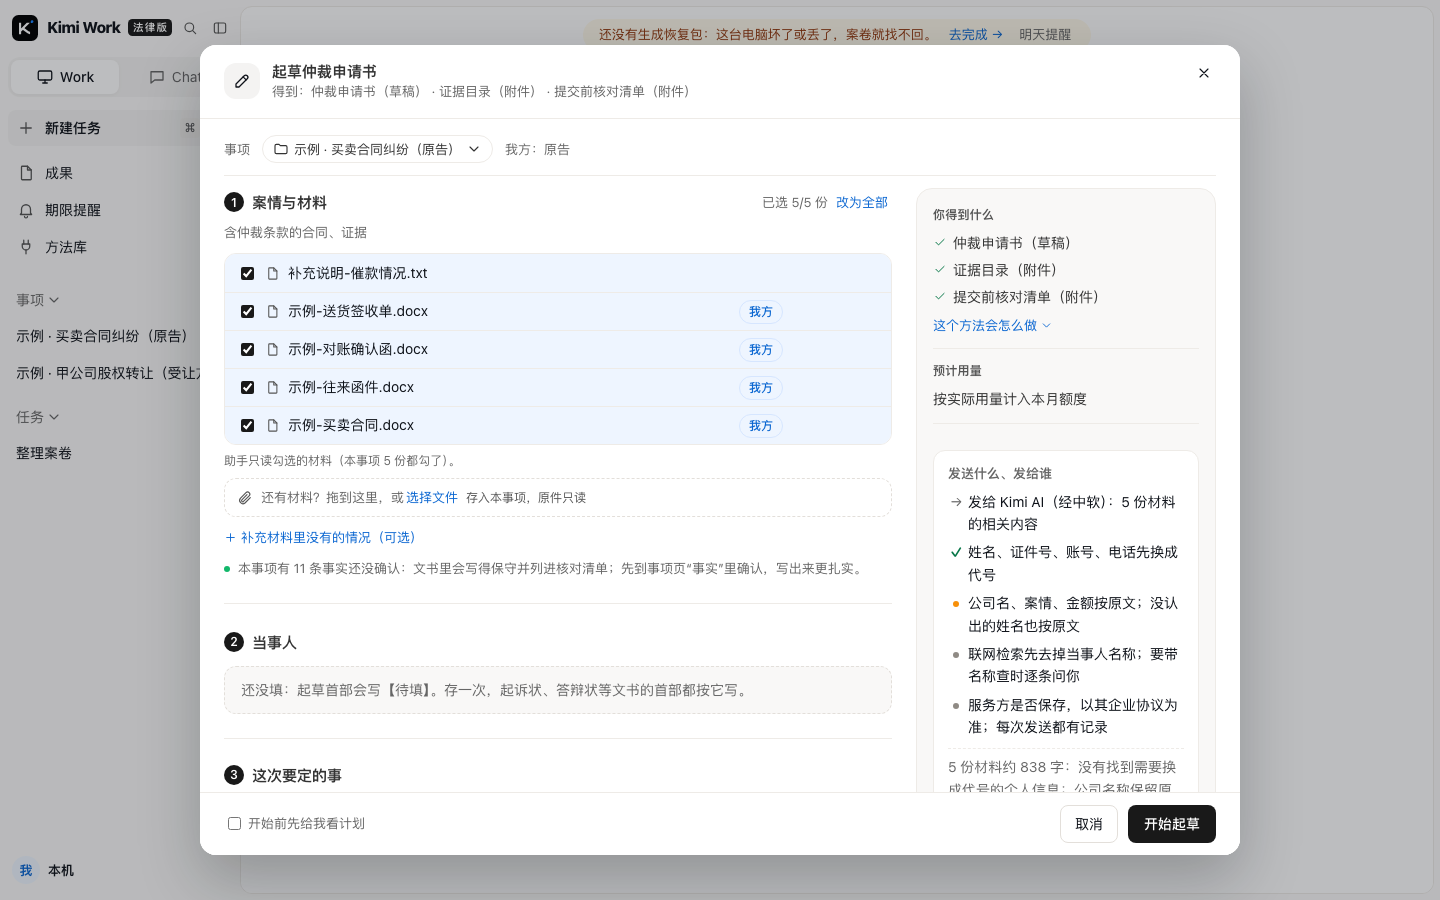 Kimi Work 法律版
还没有生成恢复包：这台电脑坏了或丢了，案卷就找不回。 去完成 → 明天提醒
Work
Chat
新建任务 ⌘
成果
期限提醒
方法库
事项
示例 · 买卖合同纠纷（原告）
示例 · 甲公司股权转让（受让
任务
整理案卷
我 本机
起草仲裁申请书
得到：仲裁申请书（草稿） · 证据目录（附件） · 提交前核对清单（附件）
事项 示例 · 买卖合同纠纷（原告） 我方：原告
1 案情与材料 已选 5/5 份 改为全部
含仲裁条款的合同、证据
补充说明-催款情况.txt
示例-送货签收单.docx 我方
示例-对账确认函.docx 我方
示例-往来函件.docx 我方
示例-买卖合同.docx 我方
助手只读勾选的材料（本事项 5 份都勾了）。
还有材料？拖到这里，或 选择文件 存入本事项，原件只读
+ 补充材料里没有的情况（可选）
本事项有 11 条事实还没确认：文书里会写得保守并列进核对清单；先到事项页“事实”里确认，写出来更扎实。
2 当事人
还没填：起草首部会写【待填】。存一次，起诉状、答辩状等文书的首部都按它写。
3 这次要定的事
你得到什么
仲裁申请书（草稿）
证据目录（附件）
提交前核对清单（附件）
这个方法会怎么做
预计用量
按实际用量计入本月额度
发送什么、发给谁
→ 发给 Kimi AI（经中软）：5 份材料
的相关内容
姓名、证件号、账号、电话先换成
代号
公司名、案情、金额按原文；没认
出的姓名也按原文
联网检索先去掉当事人名称；要带
名称查时逐条问你
服务方是否保存，以其企业协议为
准；每次发送都有记录
5 份材料约 838 字：没有找到需要换
成代号的个人信息；公司名称保留原
开始前先给我看计划
取消
开始起草